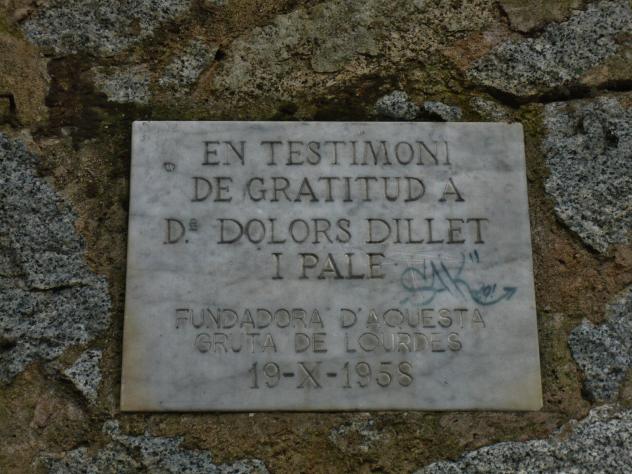 EN TESTIMONI
DE GRATITUD A
Dª DOLORS DILLET
I PALE
FUNDADORA D'AQUESTA
GRUTA DE LOURDES
19-X-1958